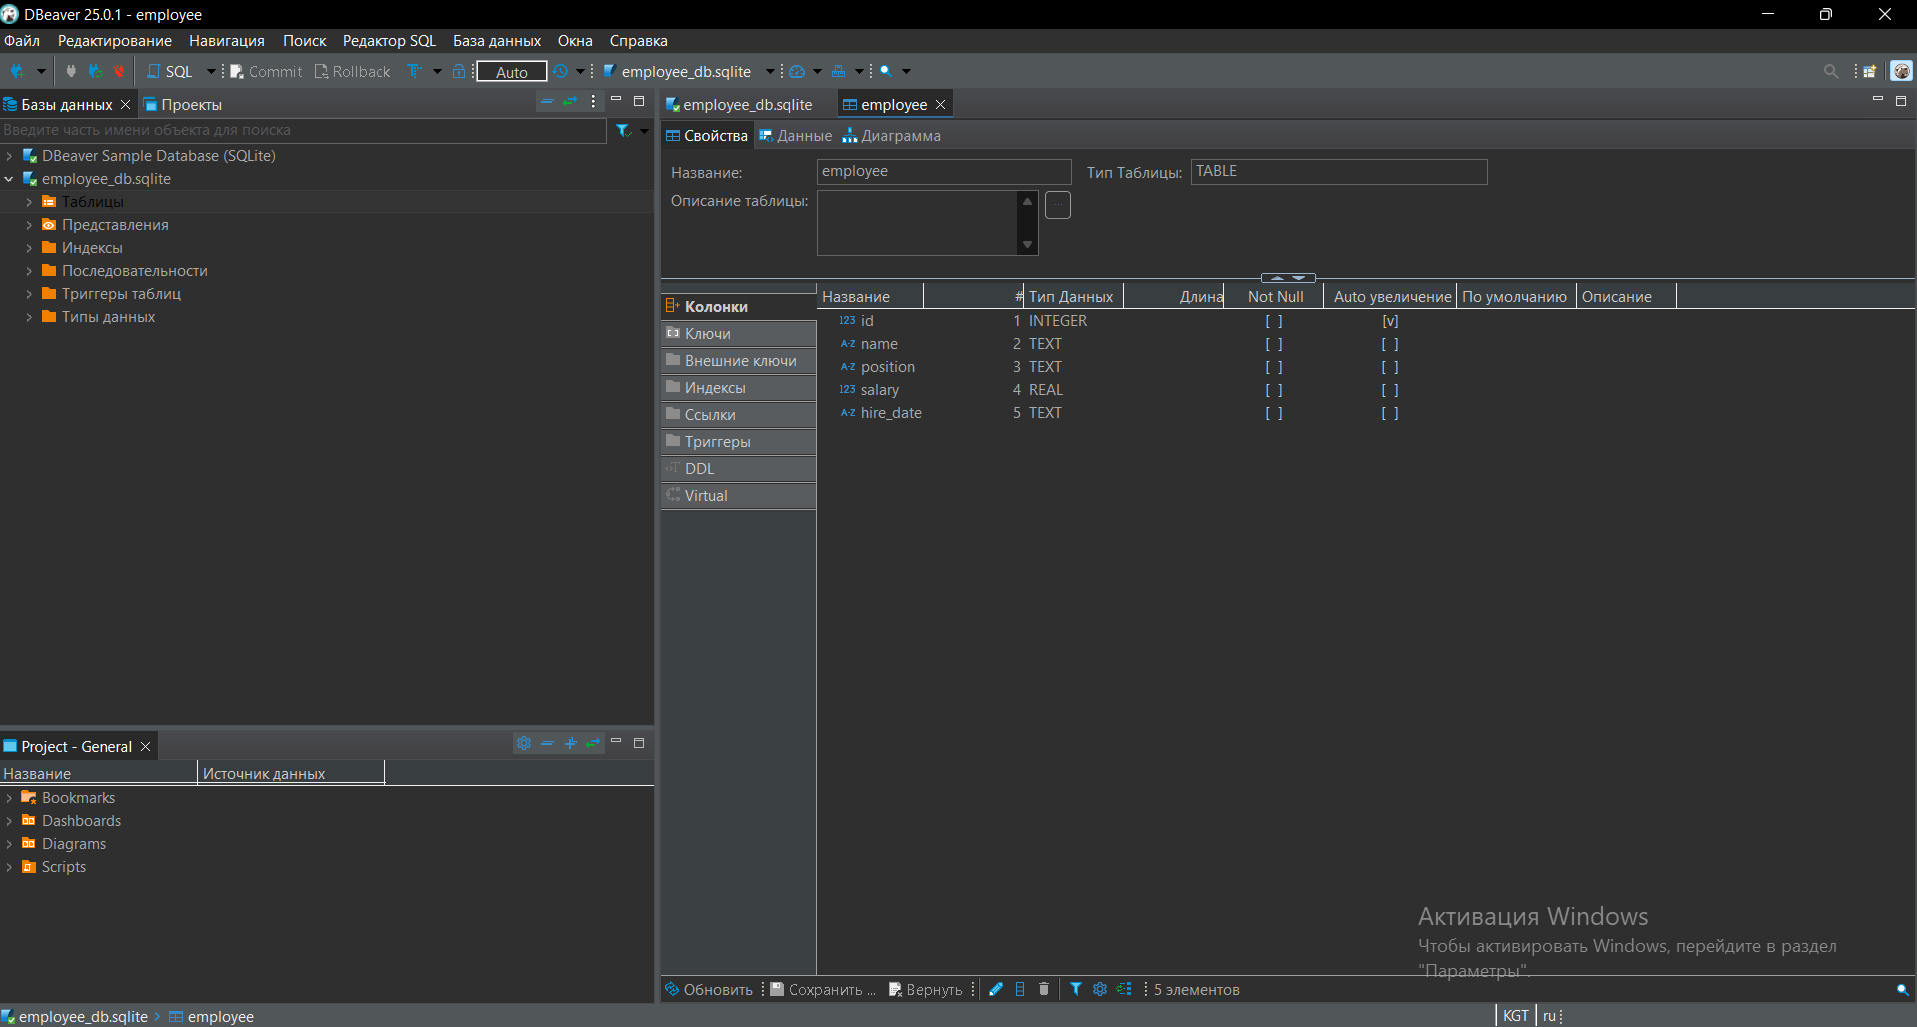 DBeaver 25.0.1 - employee
Файл Редактирование Навигация Поиск Редактор SQL База данных Окна Справка
SQL Commit Rollback Auto employee_db.sqlite
Базы данных Проекты
Введите часть имени объекта для поиска
DBeaver Sample Database (SQLite)
employee_db.sqlite
Таблицы
Представления
Индексы
Последовательности
Триггеры таблиц
Типы данных
Project - General
Название Источник данных
Bookmarks
Dashboards
Diagrams
Scripts
employee_db.sqlite employee
Свойства Данные Диаграмма
Название: employee Тип Таблицы: TABLE
Описание таблицы: ...
Колонки
Ключи
Внешние ключи
Индексы
Ссылки
Триггеры
DDL
Virtual
Название # Тип Данных Длина Not Null Auto увеличение По умолчанию Описание
123 id 1 INTEGER [ ] [v]
A-Z name 2 TEXT [ ] [ ]
A-Z position 3 TEXT [ ] [ ]
123 salary 4 REAL [ ] [ ]
A-Z hire_date 5 TEXT [ ] [ ]
Активация Windows
Чтобы активировать Windows, перейдите в раздел
"Параметры".
Обновить Сохранить ... Вернуть 5 элементов
employee_db.sqlite employee KGT ru